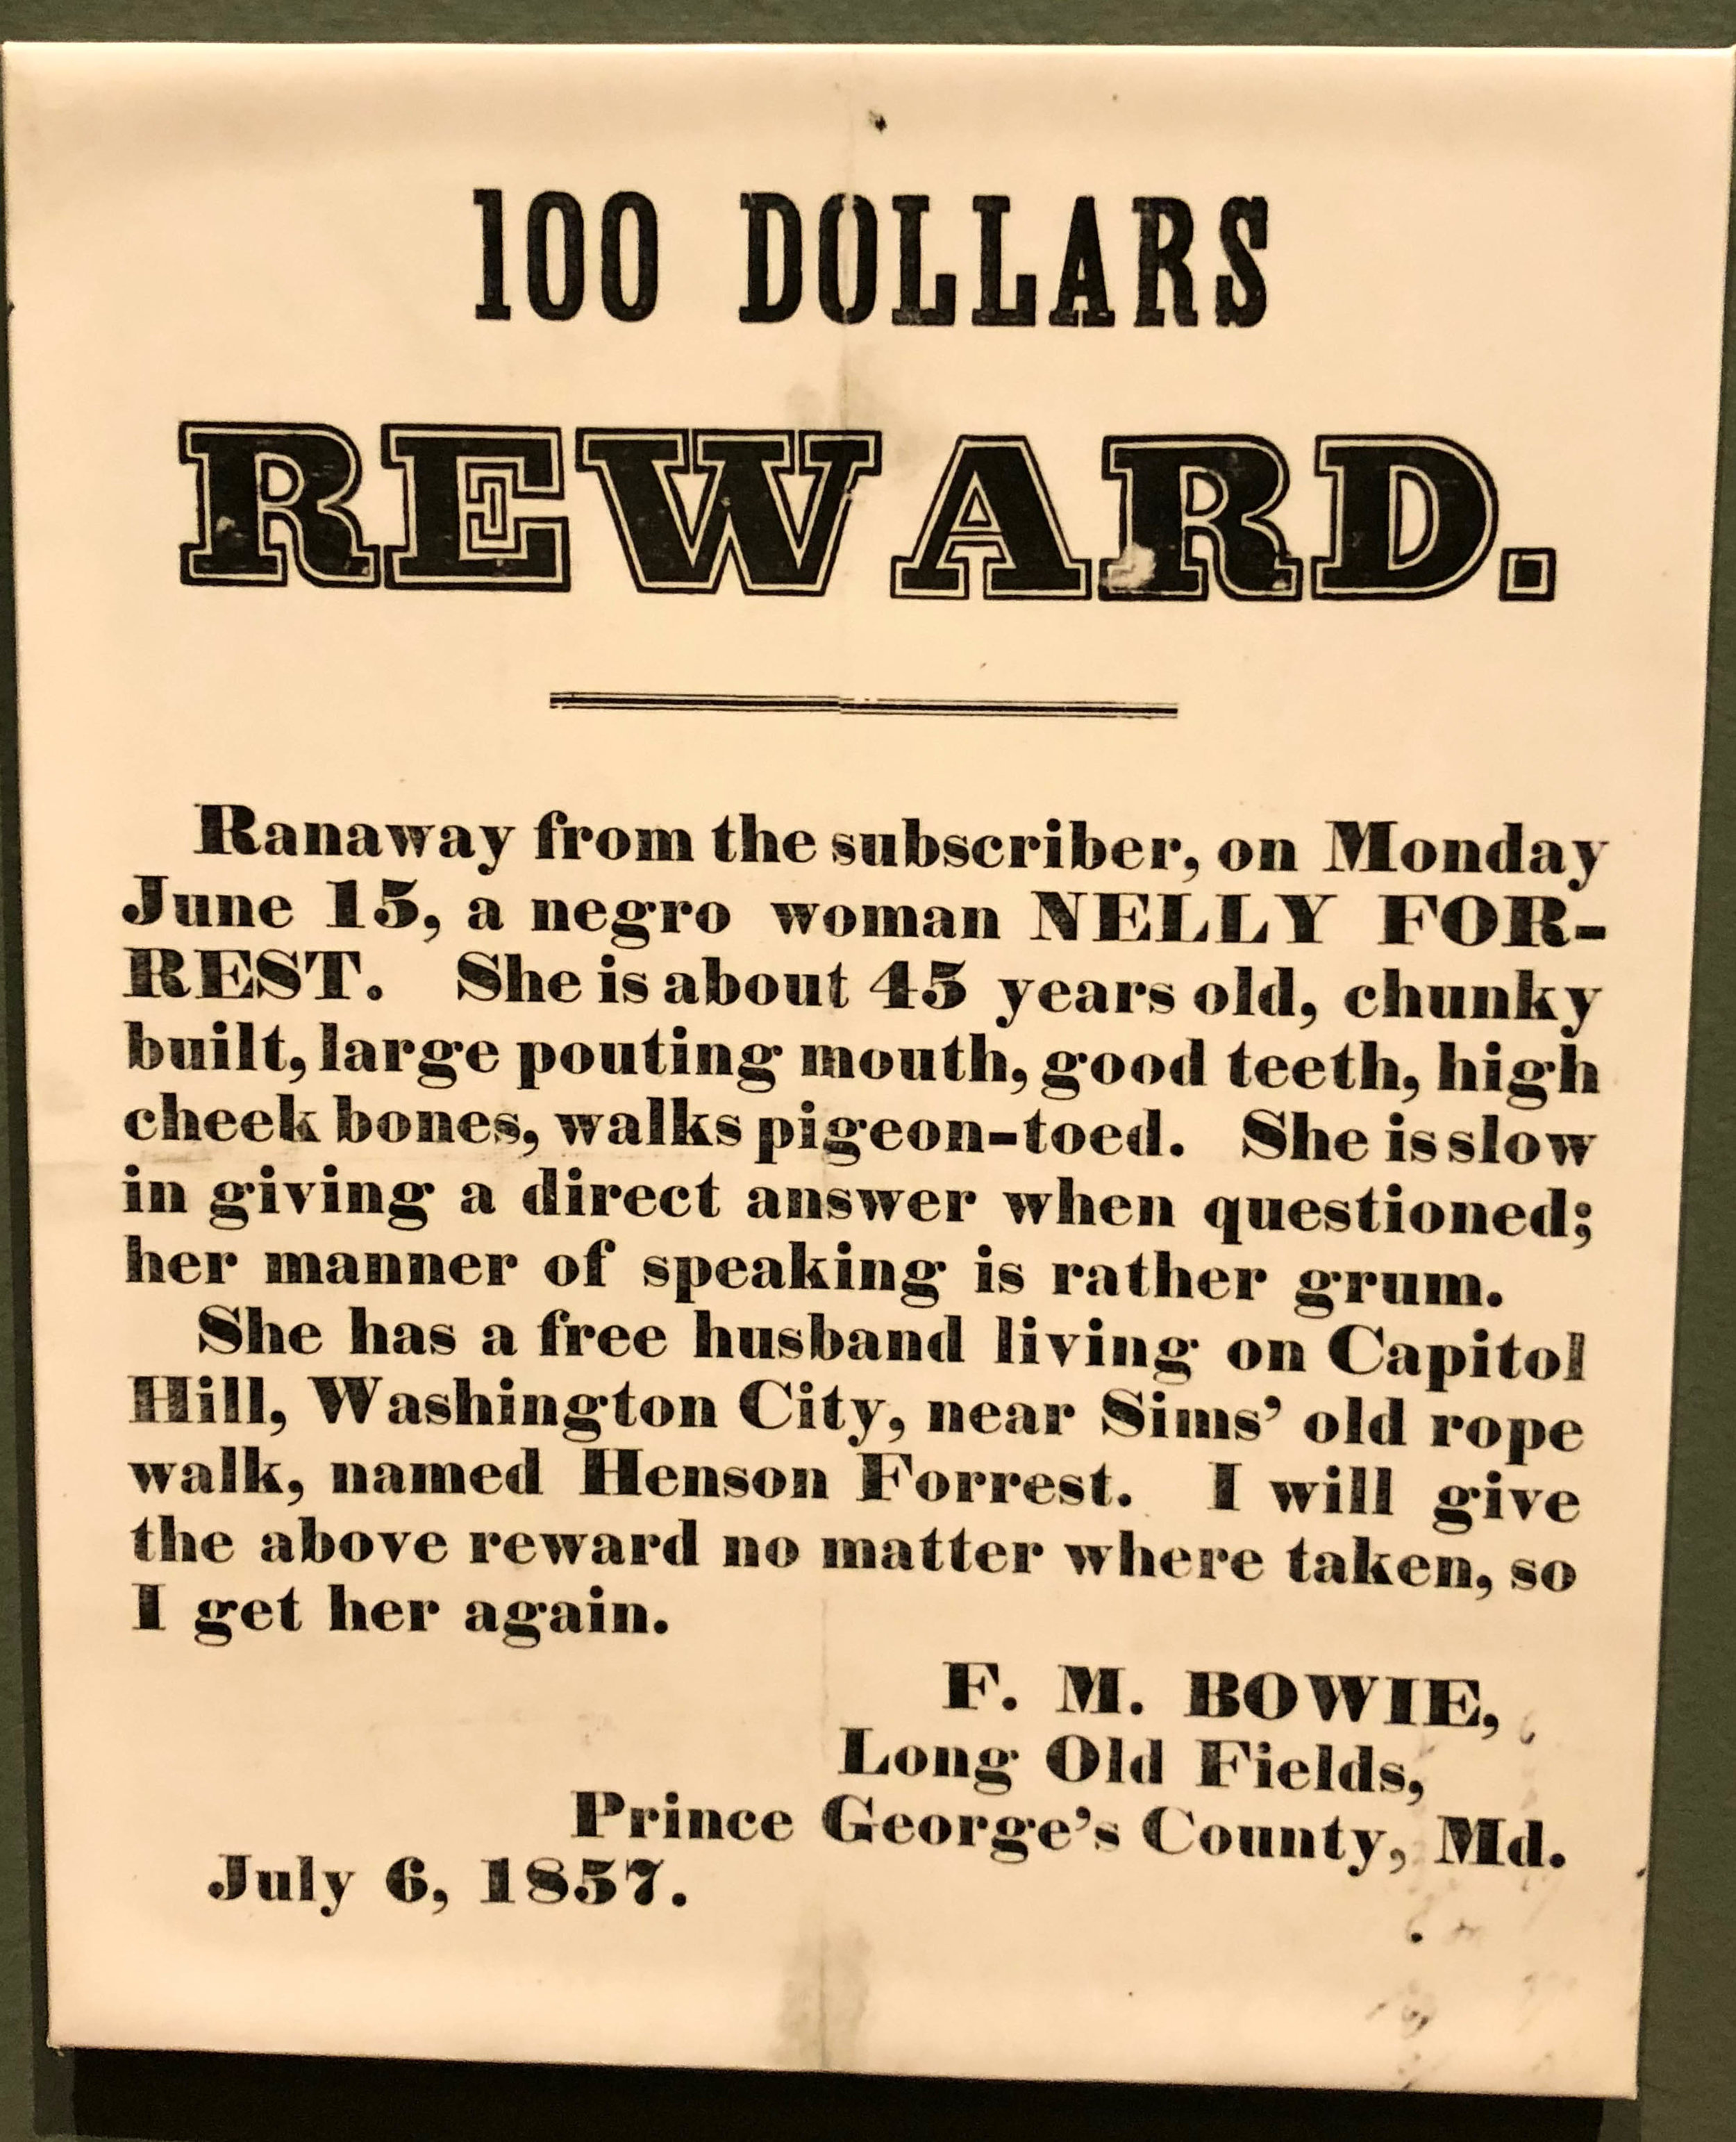 100 DOLLARS
REWARD.
Ranaway from the subscriber, on Monday
June 15, a negro woman NELLY FOR-
REST. She is about 45 years old, chunky
built, large pouting mouth, good teeth, high
cheek bones, walks pigeon-toed. She is slow
in giving a direct answer when questioned;
her manner of speaking is rather grum.
She has a free husband living on Capitol
Hill, Washington City, near Sims’ old rope
walk, named Henson Forrest. I will give
the above reward no matter where taken, so
I get her again.
F. M. BOWIE,
Long Old Fields,
Prince George’s County, Md.
July 6, 1857.